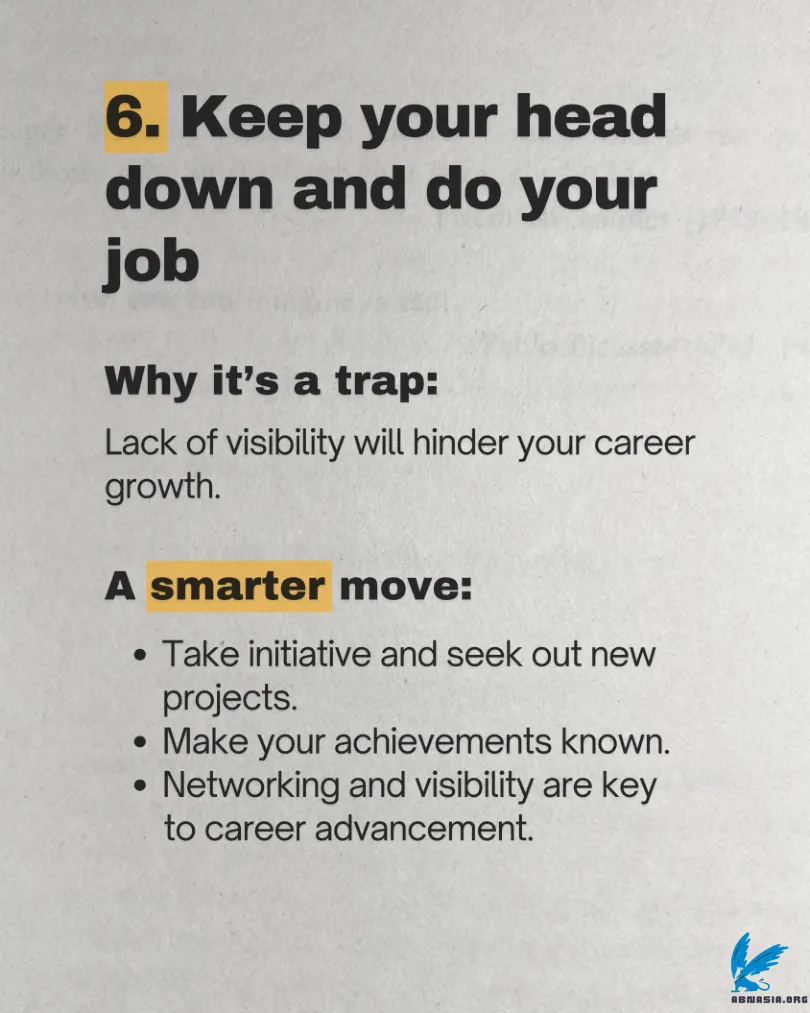 6. Keep your head
down and do your
job
Why it’s a trap:
Lack of visibility will hinder your career
growth.
A smarter move:
• Take initiative and seek out new
projects.
• Make your achievements known.
• Networking and visibility are key
to career advancement.
ABNASIA.ORG